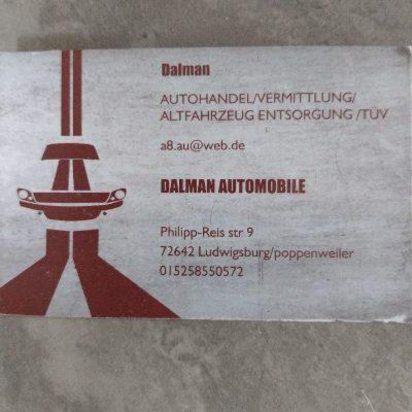 Dalman
AUTOHANDEL/VERMITTLUNG/
ALTFAHRZEUG ENTSORGUNG /TÜV
a8.au@web.de
DALMAN AUTOMOBILE
Philipp-Reis str 9
72642 Ludwigsburg/poppenweiler
015258550572